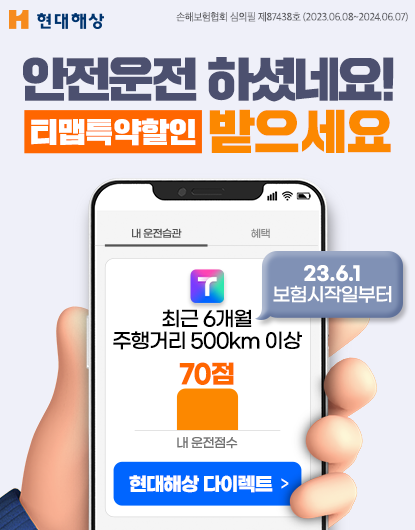 현대해상
손해보험협회 심의필 제87438호 (2023.06.08~2024.06.07)
안전운전 하셨네요!
티맵특약할인 받으세요
내 운전습관
혜택
23.6.1
보험시작일부터
T
최근 6개월
주행거리 500km 이상
70점
내 운전점수
현대해상 다이렉트 >